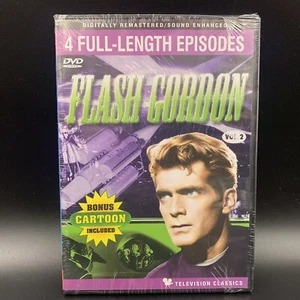 DIGITALLY REMASTERED/SOUND ENHANCED
4 FULL-LENGTH EPISODES
DVD
FLASH GORDON
VOL. 2
BONUS
CARTOON
INCLUDED
TELEVISION CLASSICS